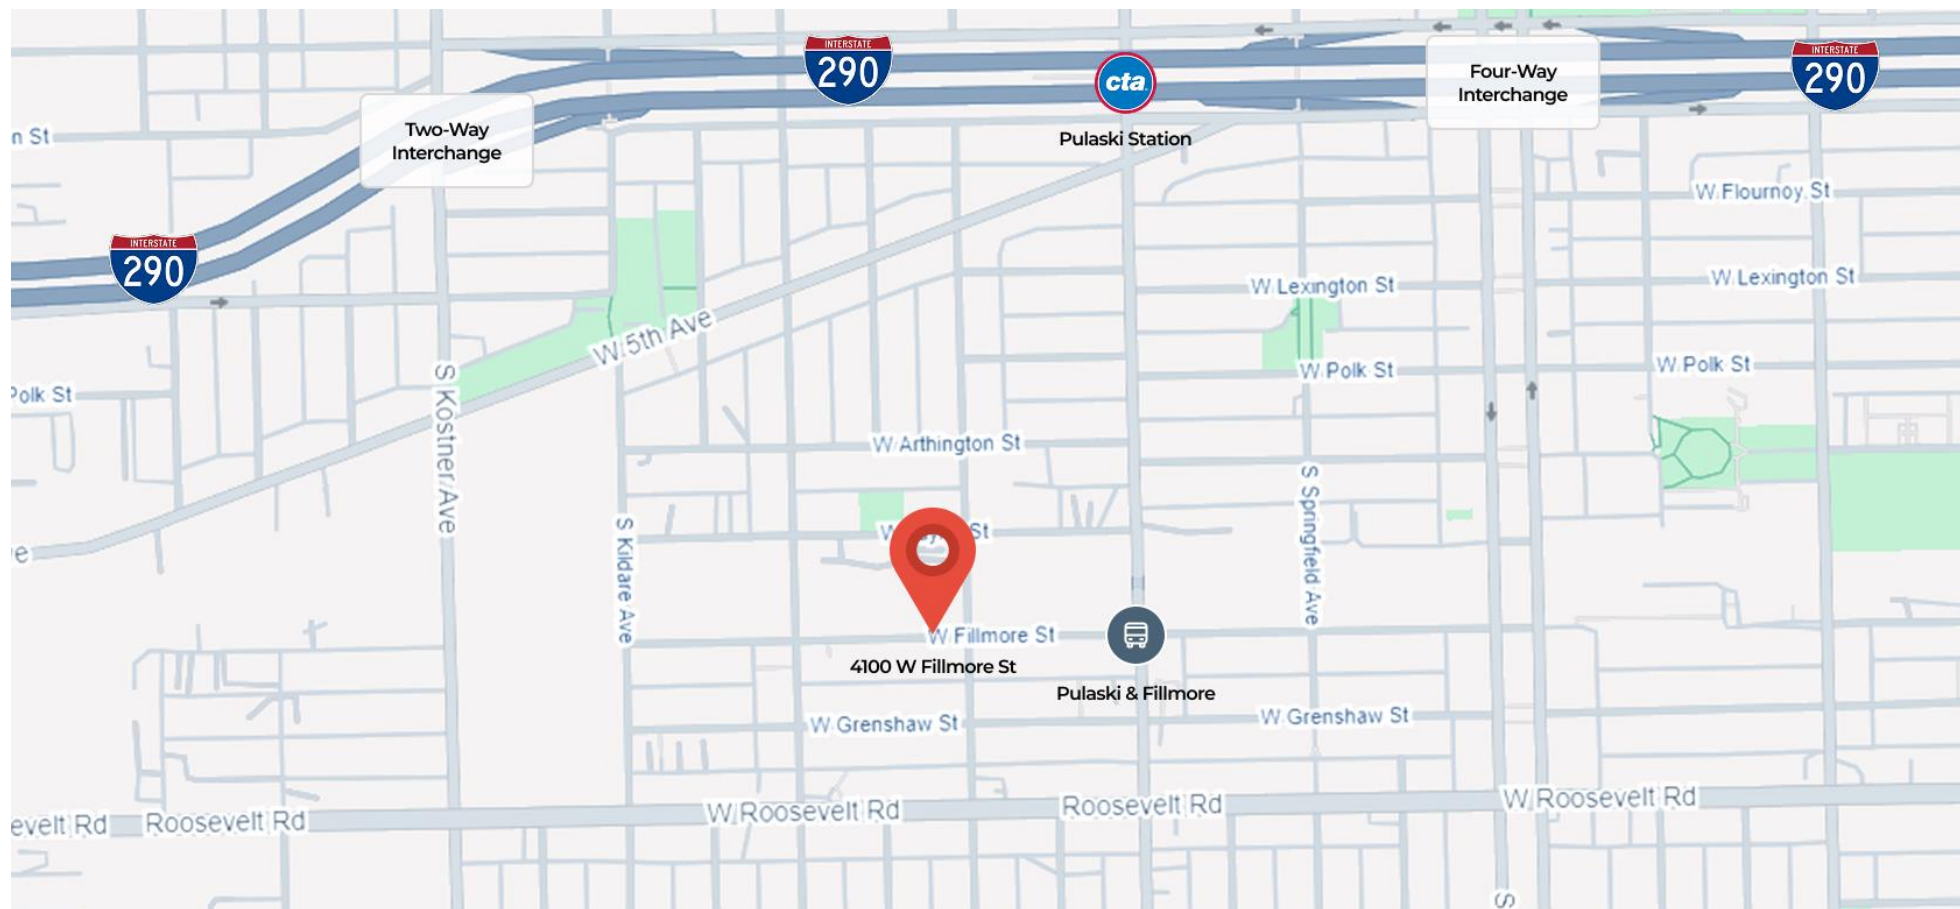 INTERSTATE
290
cta
Four-Way
Interchange
INTERSTATE
290
Two-Way
Interchange
n St
Pulaski Station
W Flournoy St
INTERSTATE
290
W Lexington St
W Lexington St
W 5th Ave
W Polk St
W Polk St
Polk St
S Kostner Ave
W Arthington St
S Springfield Ave
S Kildare Ave
W
St
e
W Fillmore St
4100 W Fillmore St
Pulaski & Fillmore
W Grenshaw St
W Grenshaw St
W Roosevelt Rd
Roosevelt Rd
W Roosevelt Rd
evelt Rd
Roosevelt Rd
S